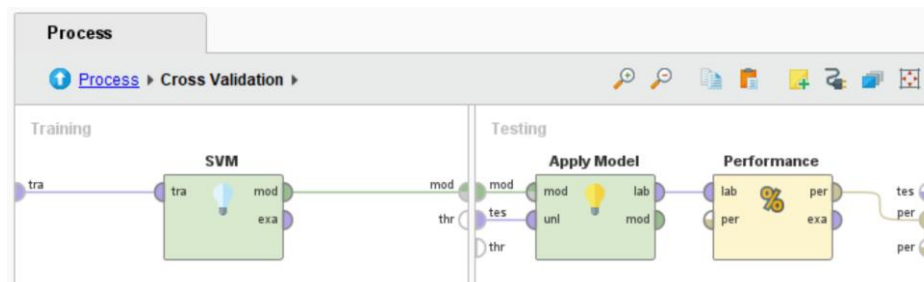 Process
Process ▸ Cross Validation ▸
Training
Testing
SVM
Apply Model
Performance
tra
tra
mod
exa
mod
thr
mod
tes
thr
mod
unl
lab
mod
lab
per
%
per
exa
tes
per
per